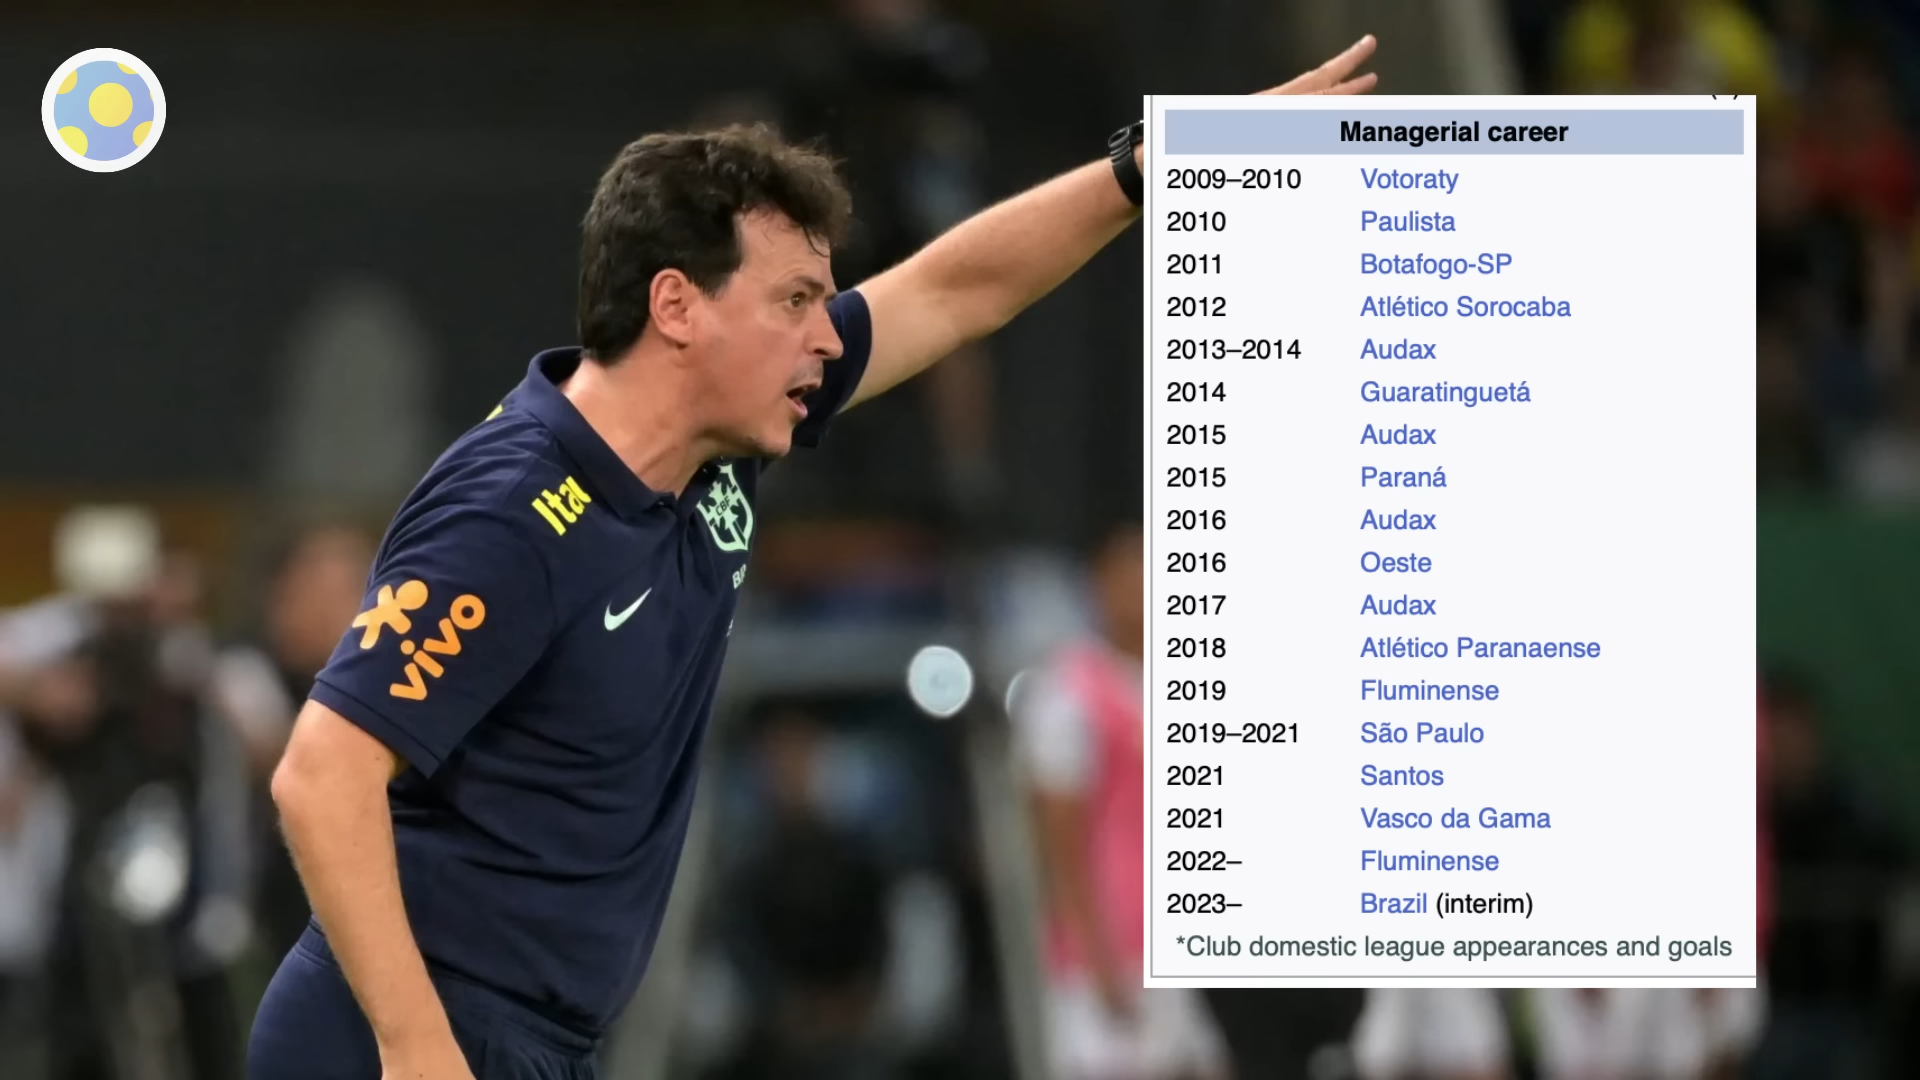 Managerial career
2009–2010 Votoraty
2010 Paulista
2011 Botafogo-SP
2012 Atlético Sorocaba
2013–2014 Audax
2014 Guaratinguetá
2015 Audax
2015 Paraná
2016 Audax
2016 Oeste
2017 Audax
2018 Atlético Paranaense
2019 Fluminense
2019–2021 São Paulo
2021 Santos
2021 Vasco da Gama
2022– Fluminense
2023– Brazil (interim)
*Club domestic league appearances and goals
Itaú
CBF
vivo